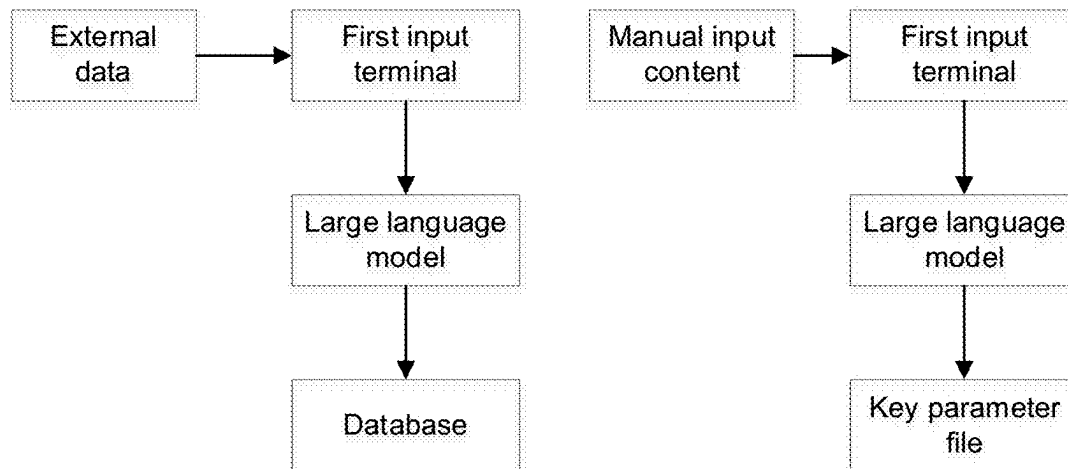 External
data
First input
terminal
Large language
model
Database
Manual input
content
First input
terminal
Large language
model
Key parameter
file